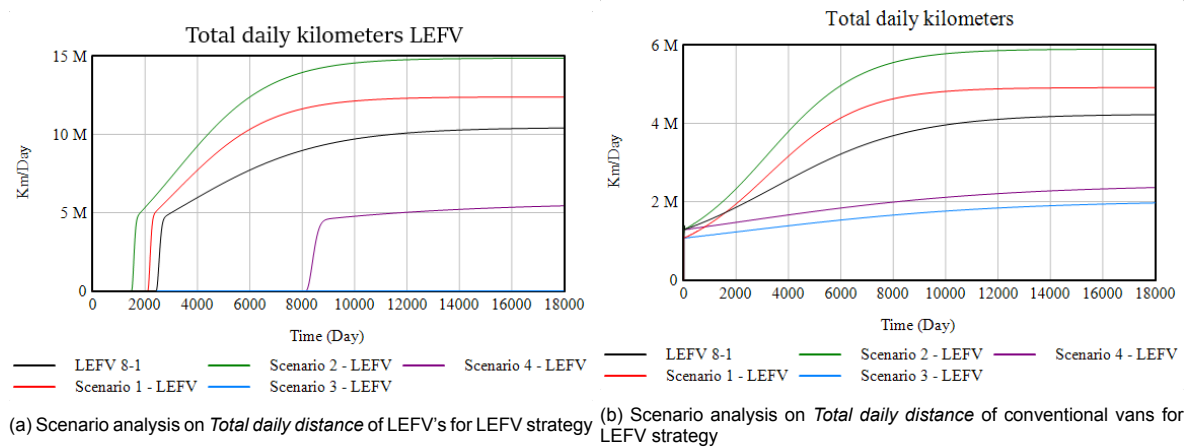 Total daily kilometers LEFV
15 M
10 M
5 M
0
Km/Day
0 2000 4000 6000 8000 10000 12000 14000 16000 18000
Time (Day)
LEFV 8-1 Scenario 2 - LEFV Scenario 4 - LEFV
Scenario 1 - LEFV Scenario 3 - LEFV
(a) Scenario analysis on Total daily distance of LEFV's for LEFV strategy
Total daily kilometers
6 M
4 M
2 M
0
Km/Day
0 2000 4000 6000 8000 10000 12000 14000 16000 18000
Time (Day)
LEFV 8-1 Scenario 2 - LEFV Scenario 4 - LEFV
Scenario 1 - LEFV Scenario 3 - LEFV
(b) Scenario analysis on Total daily distance of conventional vans for
LEFV strategy